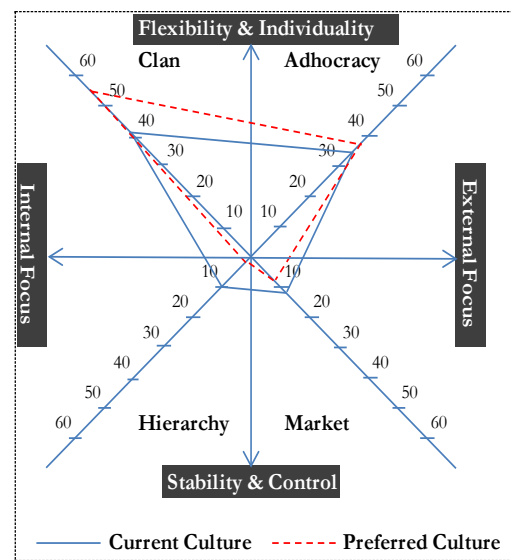 Flexibility & Individuality
Clan Adhocracy
60 60
50 50
40 40
30 30
20 20
10 10
Internal Focus
External Focus
10 10
20 20
30 30
40 40
50 50
60 60
Hierarchy Market
Stability & Control
Current Culture Preferred Culture